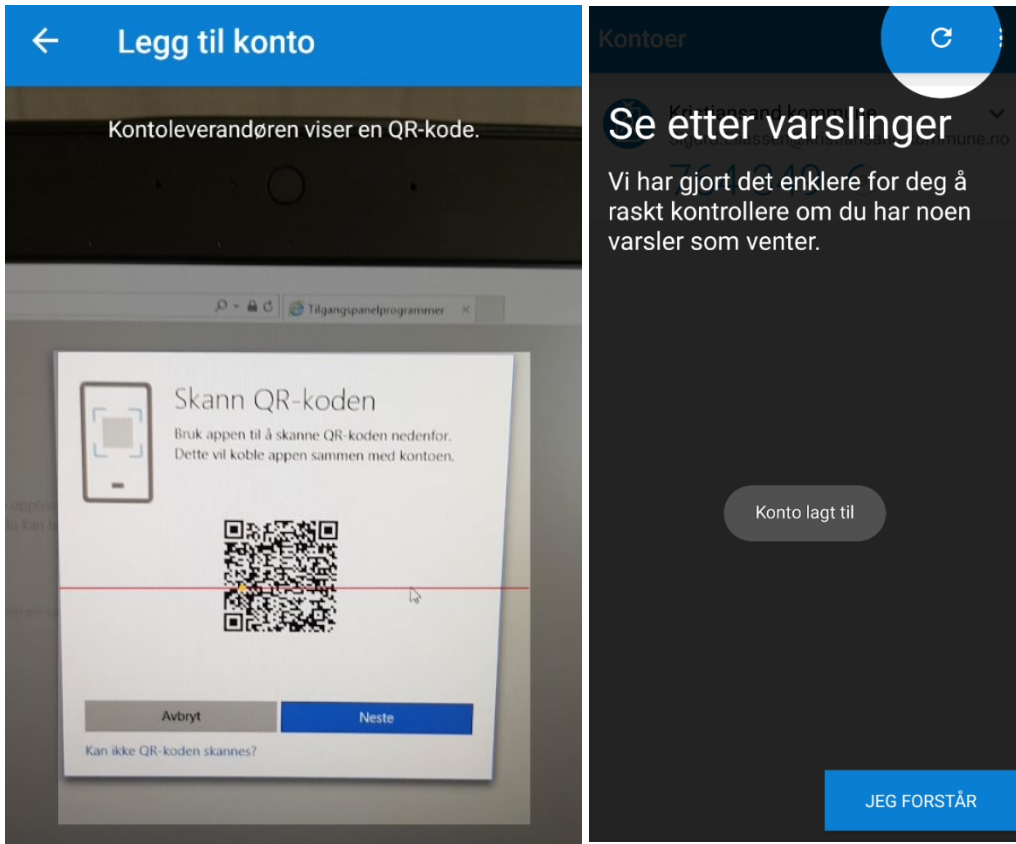 Legg til konto
Kontoleverandøren viser en QR-kode.
Tilgangspanelprogrammer
Skann QR-koden
Bruk appen til å skanne QR-koden nedenfor.
Dette vil koble appen sammen med kontoen.
Avbryt
Neste
Kan ikke QR-koden skannes?
Kontoer
Kristiansand kommune
Se etter varslinger
Vi har gjort det enklere for deg å
raskt kontrollere om du har noen
varsler som venter.
Konto lagt til
JEG FORSTÅR